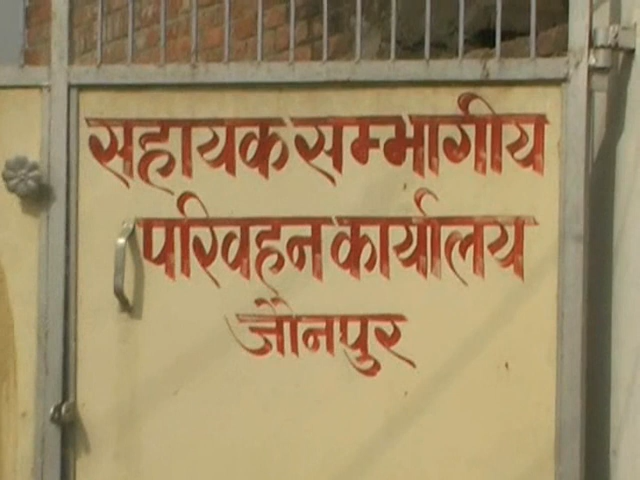 सहायक सम्भागीय
परिवहन कार्यालय
जौनपुर